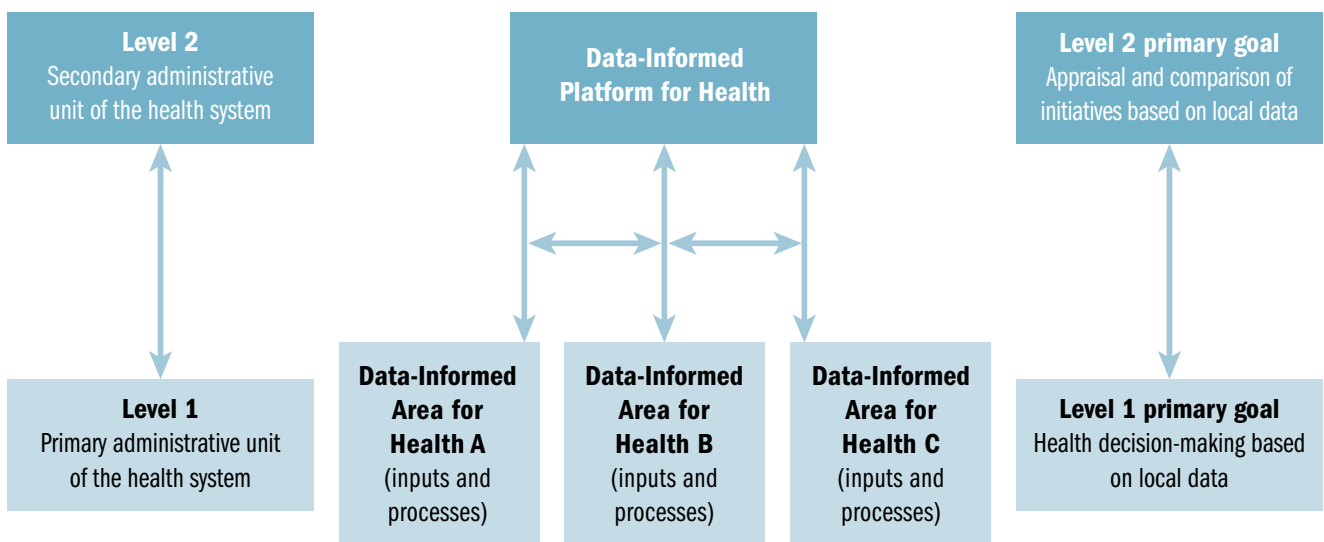 Level 2
Secondary administrative
unit of the health system
Data-Informed
Platform for Health
Level 2 primary goal
Appraisal and comparison of
initiatives based on local data
Level 1
Primary administrative unit
of the health system
Data-Informed
Area for
Health A
(inputs and
processes)
Data-Informed
Area for
Health B
(inputs and
processes)
Data-Informed
Area for
Health C
(inputs and
processes)
Level 1 primary goal
Health decision-making based
on local data